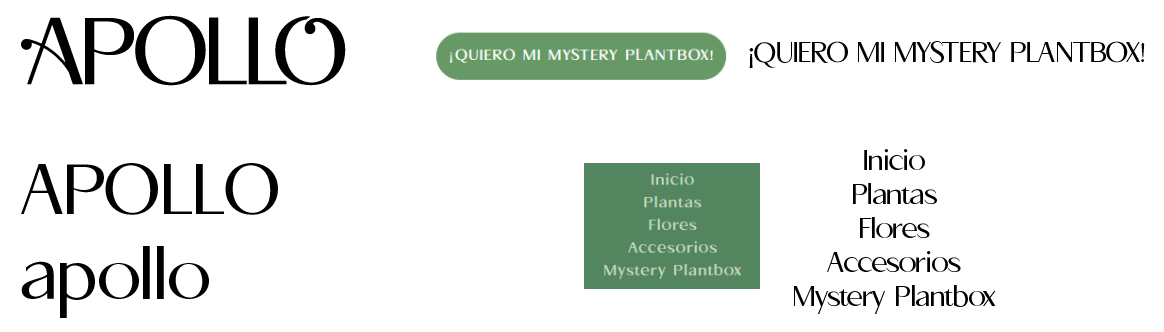 APOLLO
¡QUIERO MI MYSTERY PLANTBOX!
¡QUIERO MI MYSTERY PLANTBOX!
APOLLO
apollo
Inicio
Plantas
Flores
Accesorios
Mystery Plantbox
Inicio
Plantas
Flores
Accesorios
Mystery Plantbox